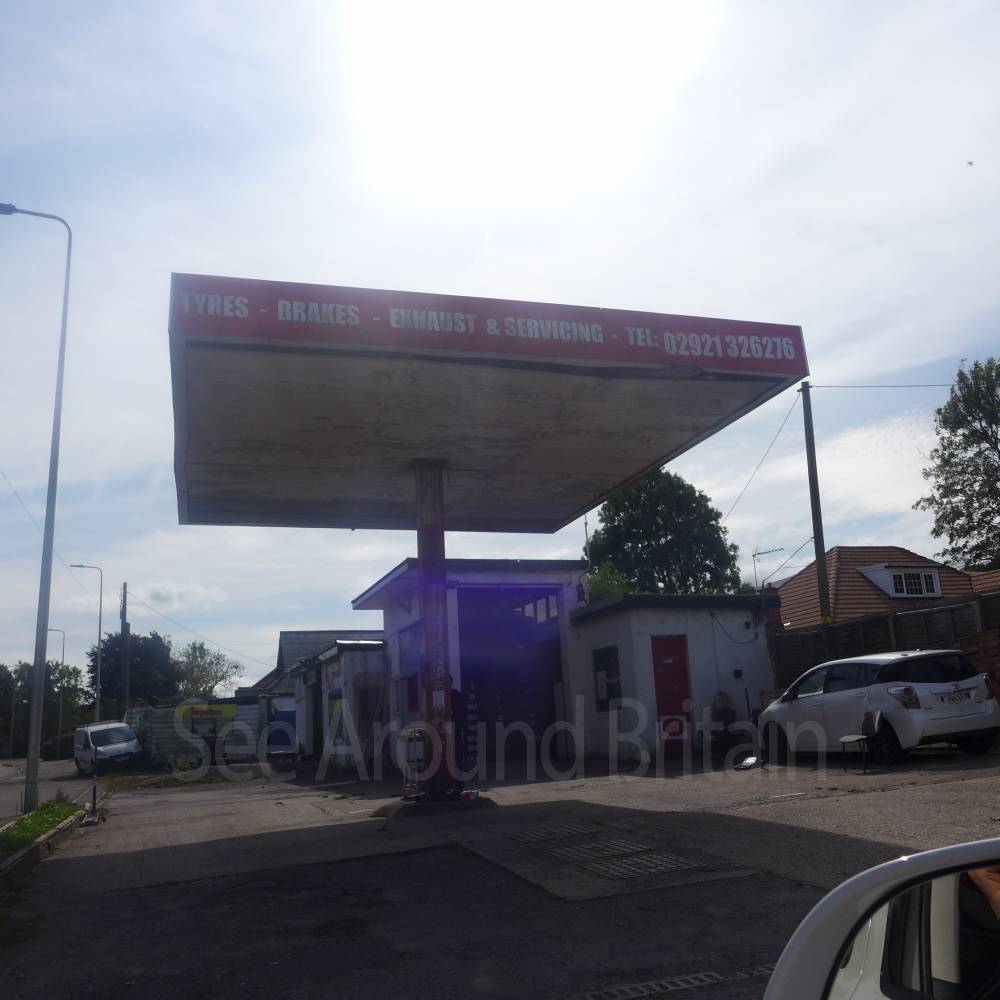 TYRES - BRAKES - EXHAUST & SERVICING - TEL: 02921 326276
See Around Britain